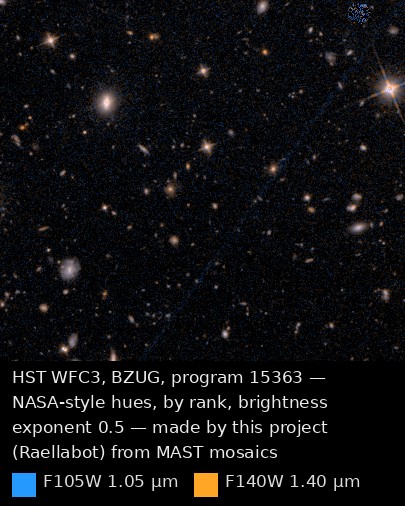 HST WFC3, BZUG, program 15363 —
NASA-style hues, by rank, brightness
exponent 0.5 — made by this project
(Raellabot) from MAST mosaics
F105W 1.05 µm F140W 1.40 µm